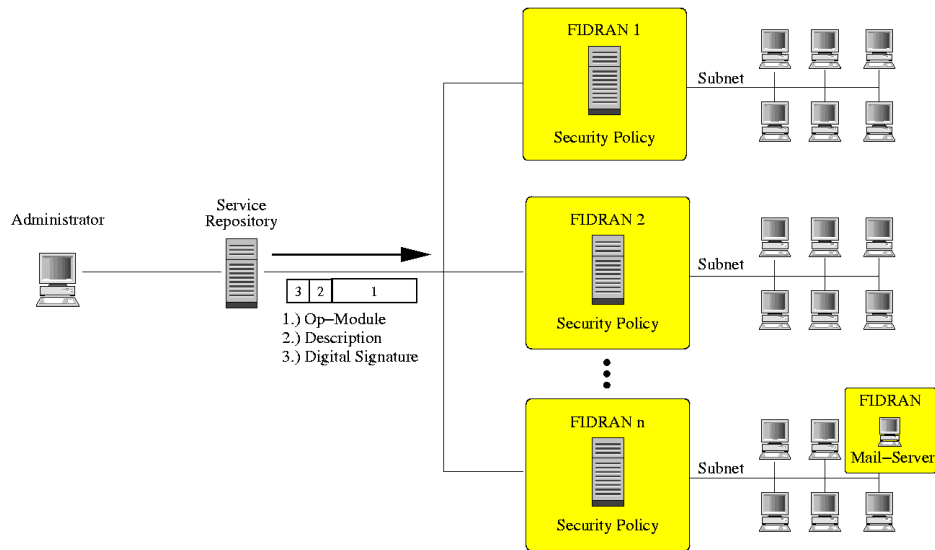 FIDRAN 1
Subnet
Security Policy
Administrator
Service
Repository
FIDRAN 2
Subnet
Security Policy
3 2 1
1.) Op−Module
2.) Description
3.) Digital Signature
FIDRAN n
Subnet
Security Policy
FIDRAN
Mail−Server